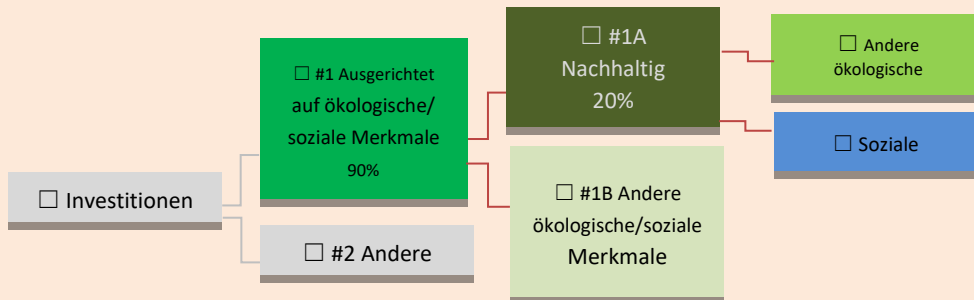 ☐ Investitionen
☐ #1 Ausgerichtet
auf ökologische/
soziale Merkmale
90%
☐ #2 Andere
☐ #1A
Nachhaltig
20%
☐ #1B Andere
ökologische/soziale
Merkmale
☐ Andere
ökologische
☐ Soziale